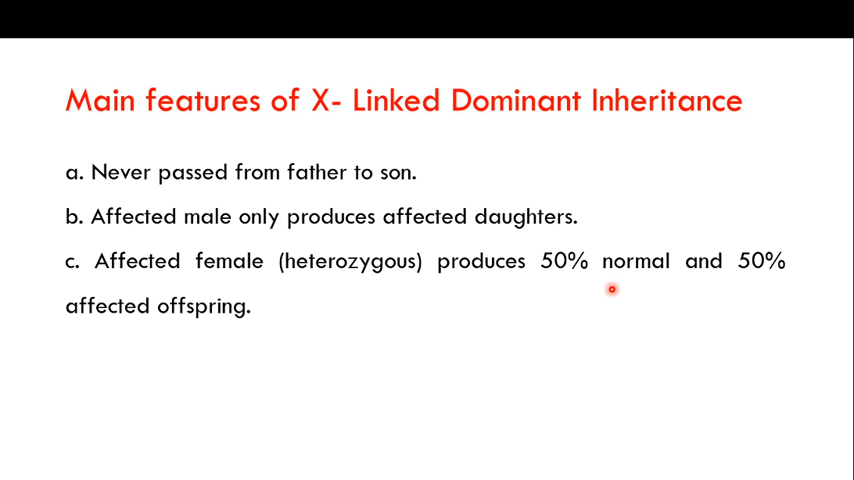 Main features of X- Linked Dominant Inheritance
a. Never passed from father to son.
b. Affected male only produces affected daughters.
c. Affected female (heterozygous) produces 50% normal and 50%
affected offspring.